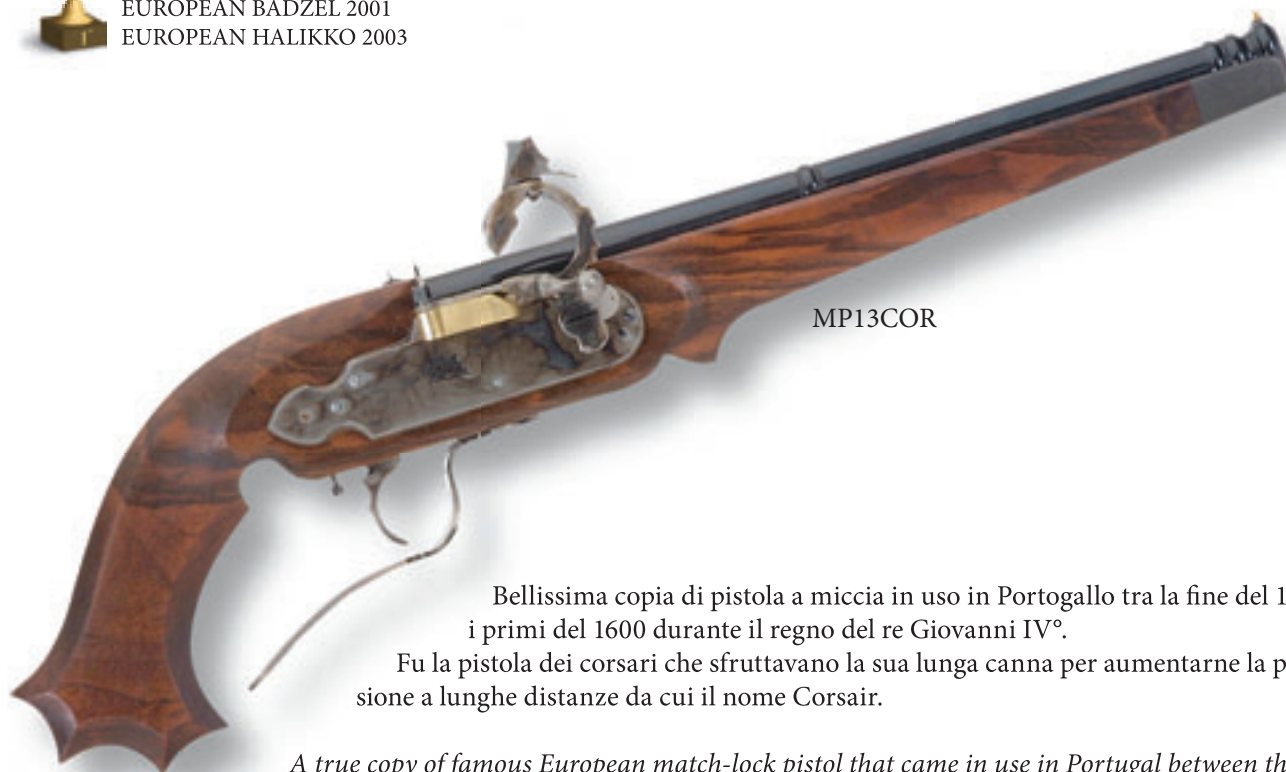 EUROPEAN BADZEL 2001
EUROPEAN HALIKKO 2003
MP13COR
Bellissima copia di pistola a miccia in uso in Portogallo tra la fine del
i primi del 1600 durante il regno del re Giovanni IV°.
Fu la pistola dei corsari che sfruttavano la sua lunga canna per aumentarne la
sione a lunghe distanze da cui il nome Corsair.
A true copy of famous European match-lock pistol that came in use in Portugal between